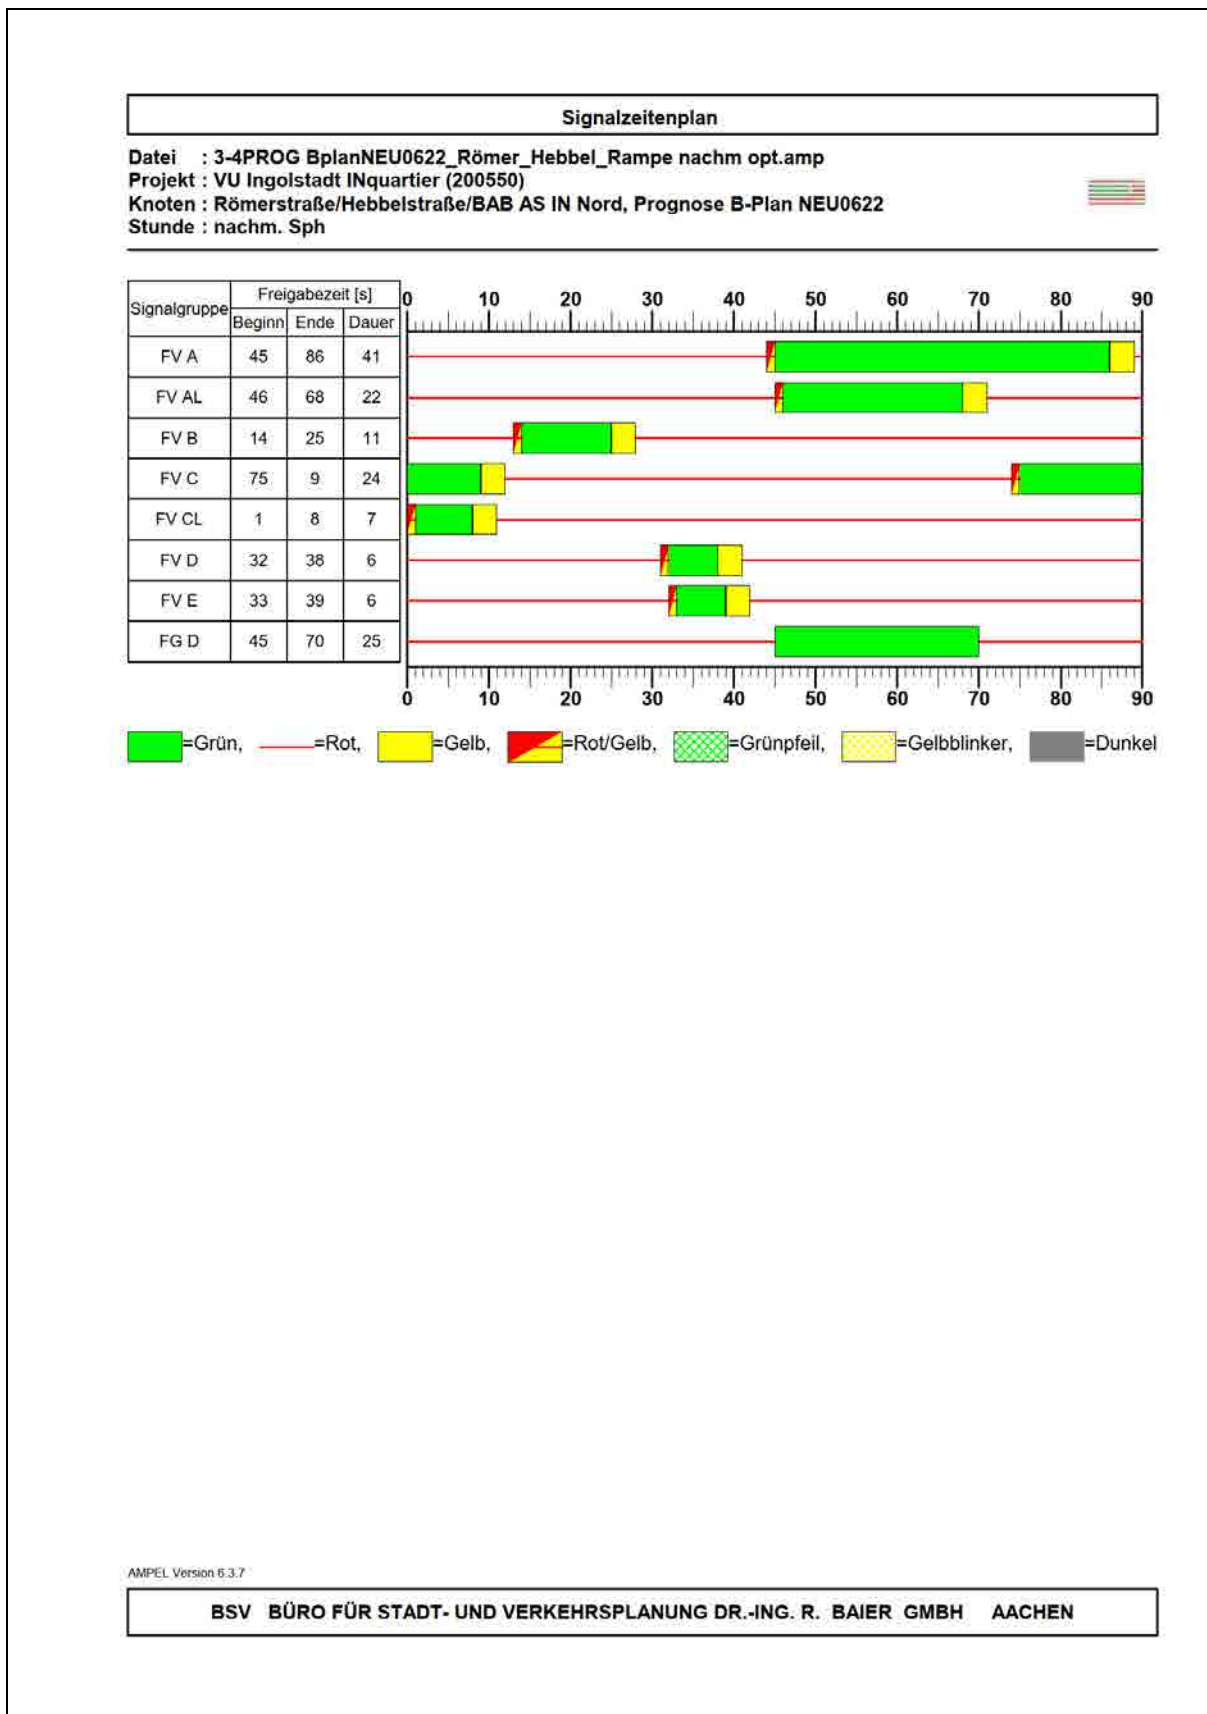 Signalzeitenplan
Datei : 3-4PROG BplanNEU0622_Römer_Hebbel_Rampe nachm opt.amp
Projekt : VU Ingolstadt INquartier (200550)
Knoten : Römerstraße/Hebbelstraße/BAB AS IN Nord, Prognose B-Plan NEU0622
Stunde : nachm. Sph
Signalgruppe Freigabezeit [s]
Beginn Ende Dauer
0 10 20 30 40 50 60 70 80 90
FV A 45 86 41
FV AL 46 68 22
FV B 14 25 11
FV C 75 9 24
FV CL 1 8 7
FV D 32 38 6
FV E 33 39 6
FG D 45 70 25
0 10 20 30 40 50 60 70 80 90
=Grün, =Rot, =Gelb, =Rot/Gelb, =Grünpfeil, =Gelbblinker, =Dunkel
AMPEL Version 6.3.7
BSV BÜRO FÜR STADT- UND VERKEHRSPLANUNG DR.-ING. R. BAIER GMBH AACHEN